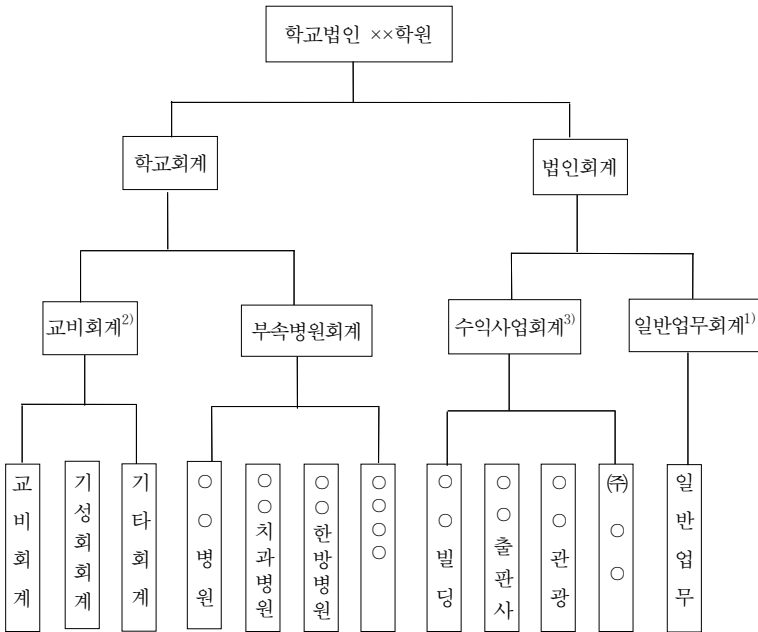 학교법인 ××학원
학교회계
법인회계
교비회계2)
부속병원회계
수익사업회계3)
일반업무회계1)
교비회계
기성회회계
기타회계
○○병원
○○치과병원
○○한방병원
○○○○
○○빌딩
○○출판사
○○관광
㈜○○
일반업무